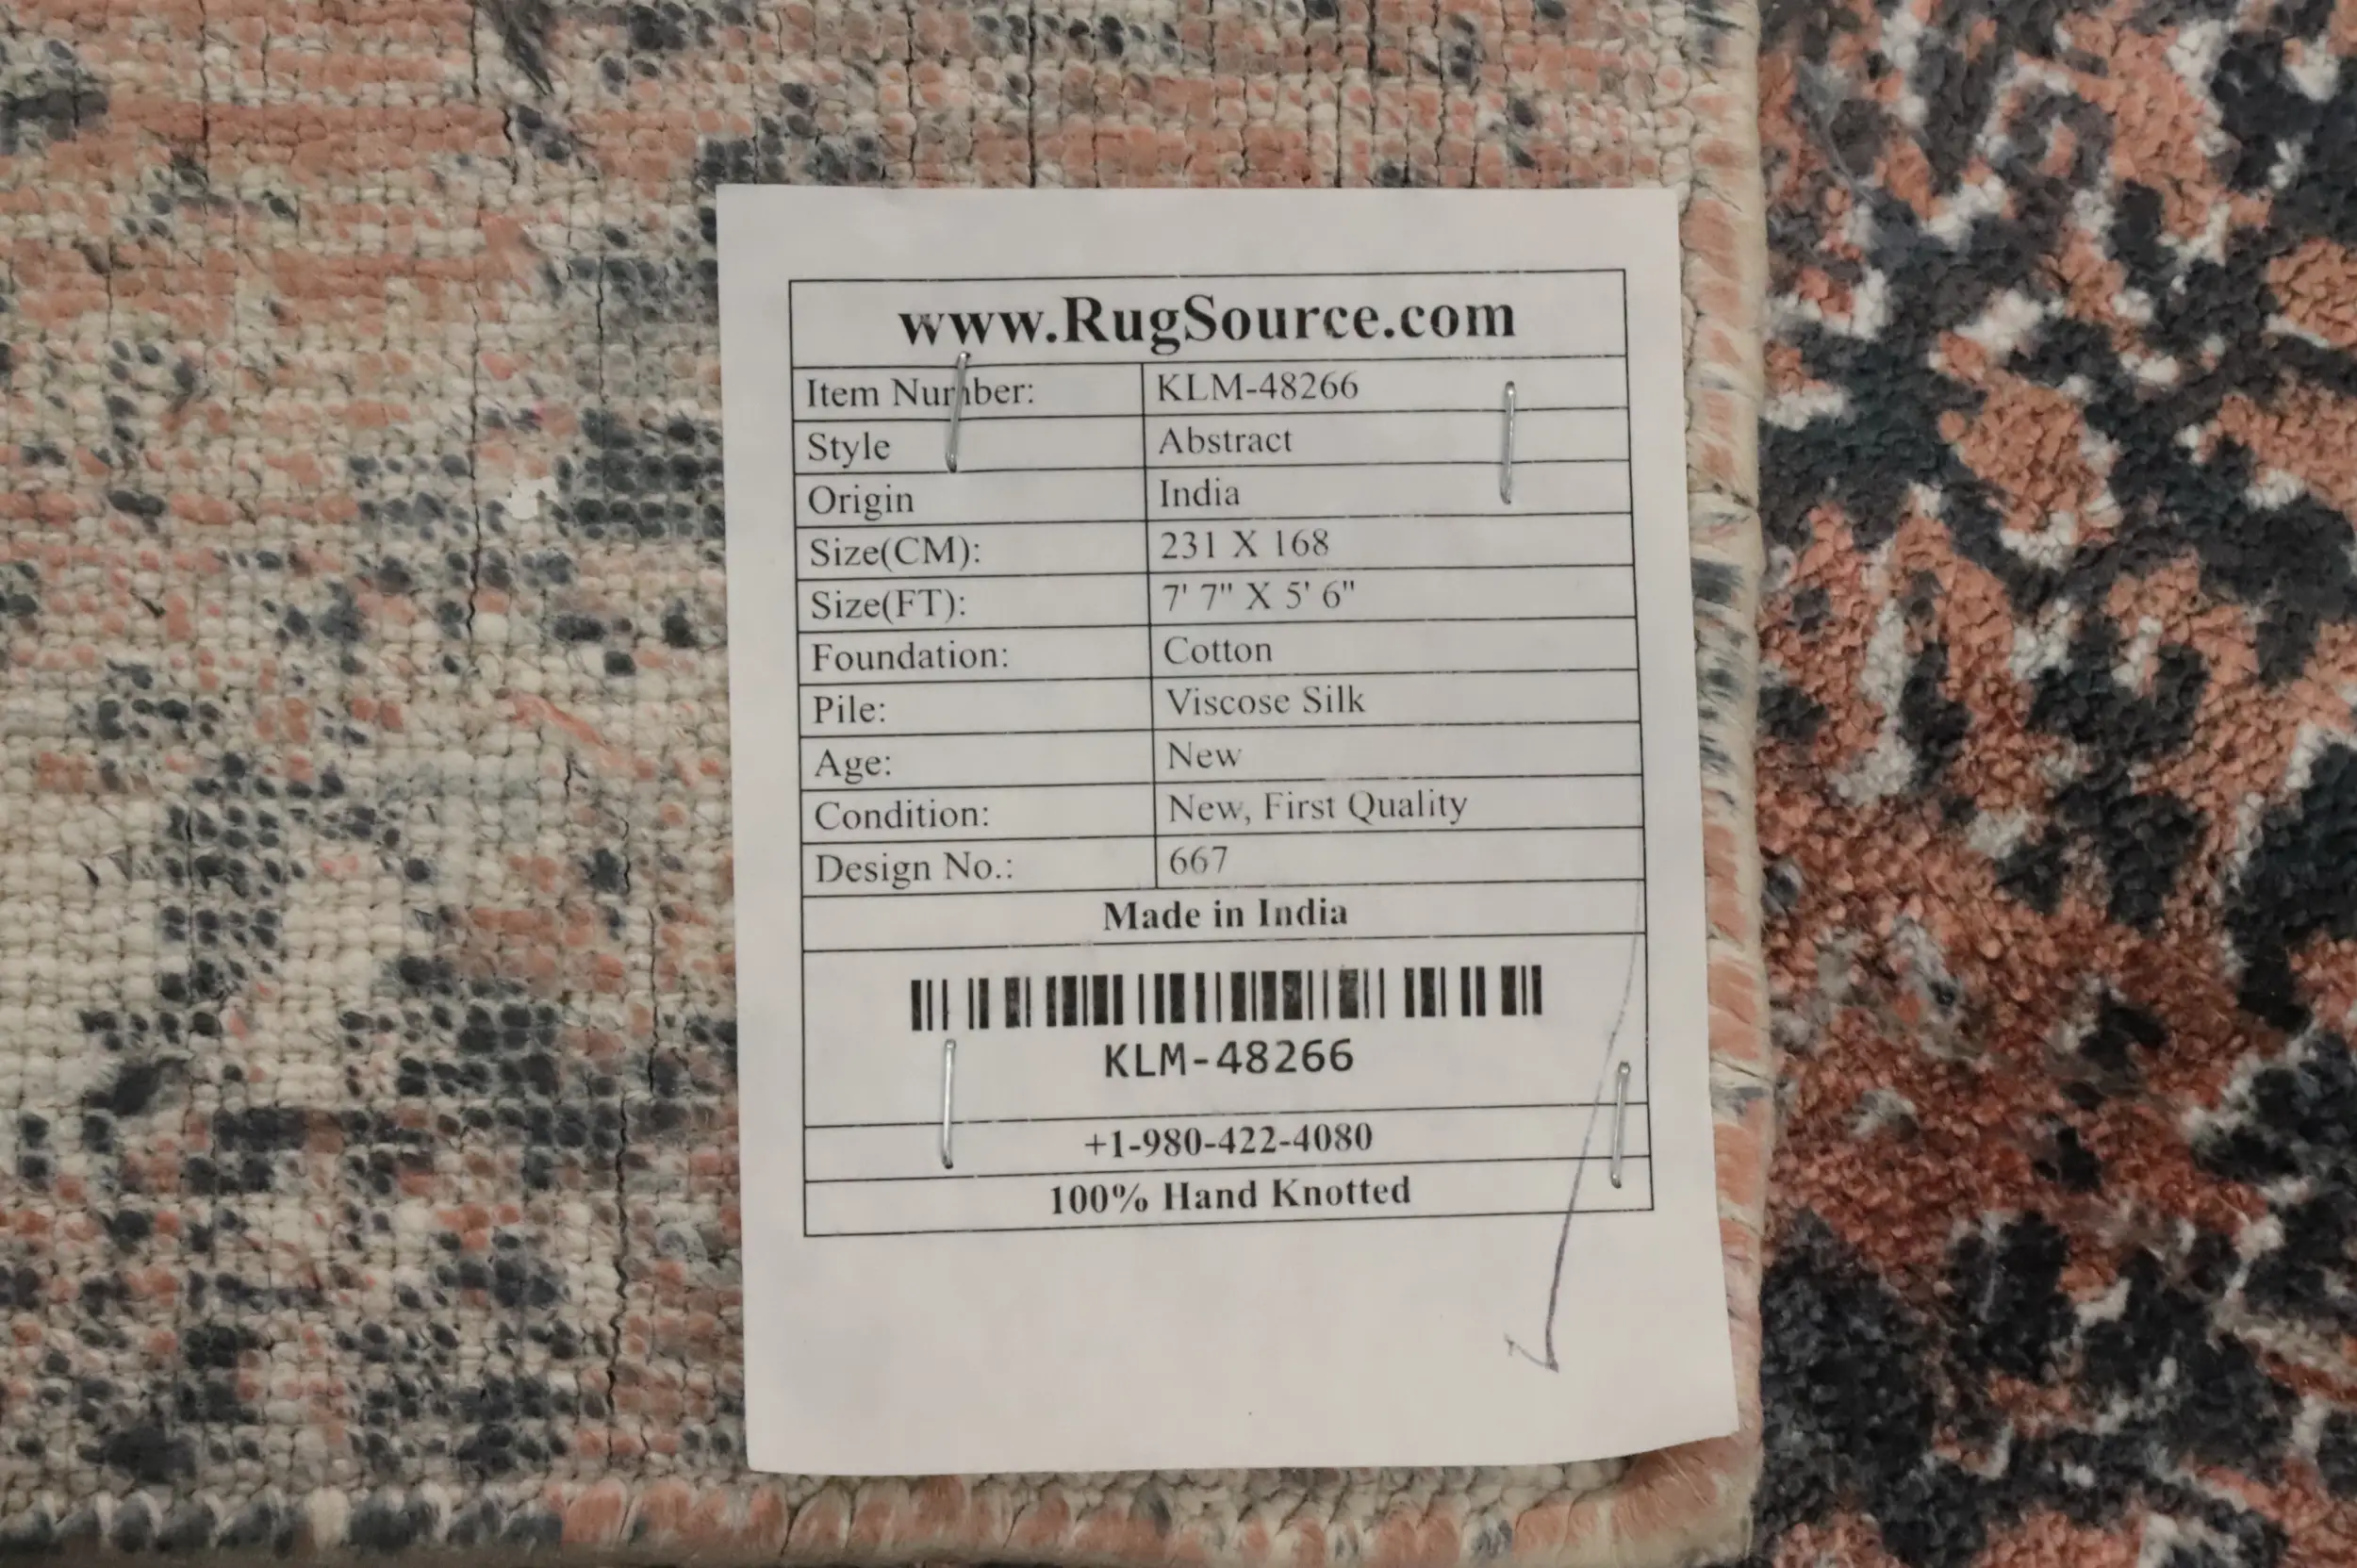 www.RugSource.com
Item Number: KLM-48266
Style Abstract
Origin India
Size(CM): 231 X 168
Size(FT): 7' 7" X 5' 6"
Foundation: Cotton
Pile: Viscose Silk
Age: New
Condition: New, First Quality
Design No.: 667
Made in India
KLM-48266
+1-980-422-4080
100% Hand Knotted